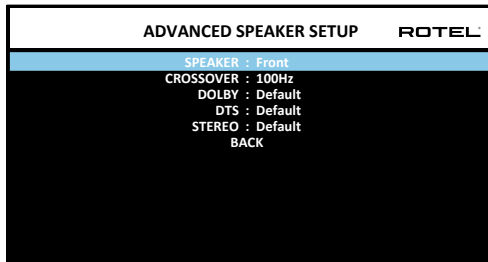 ADVANCED SPEAKER SETUP ROTEL
SPEAKER : Front
CROSSOVER : 100Hz
DOLBY : Default
DTS : Default
STEREO : Default
BACK